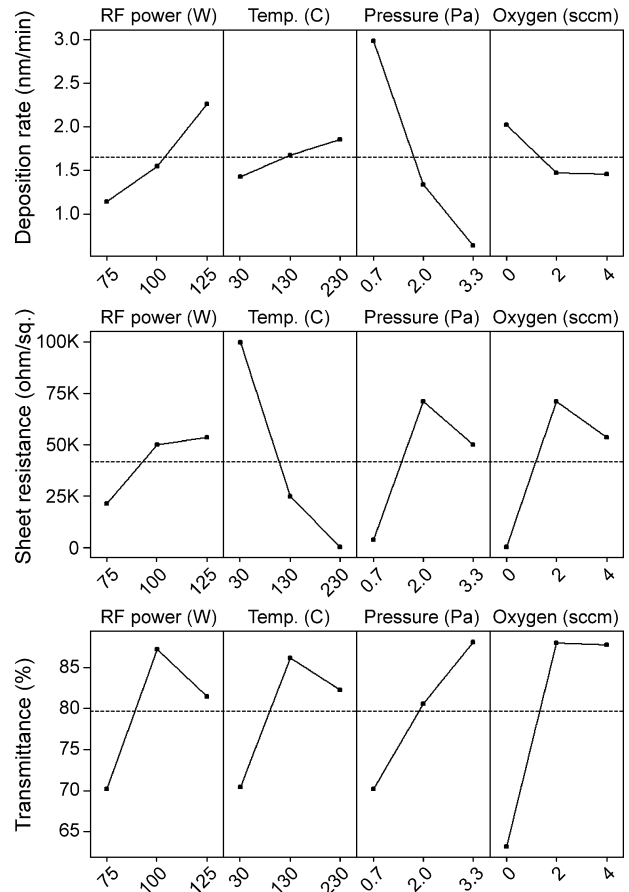 RF power (W) Temp. (C) Pressure (Pa) Oxygen (sccm)
Deposition rate (nm/min)
3.0
2.5
2.0
1.5
1.0
75 100 125 30 130 230 0.7 2.0 3.3 0 2 4
RF power (W) Temp. (C) Pressure (Pa) Oxygen (sccm)
Sheet resistance (ohm/sq.)
100K
75K
50K
25K
0
75 100 125 30 130 230 0.7 2.0 3.3 0 2 4
RF power (W) Temp. (C) Pressure (Pa) Oxygen (sccm)
Transmittance (%)
85
80
75
70
65
75 100 125 30 130 230 0.7 2.0 3.3 0 2 4